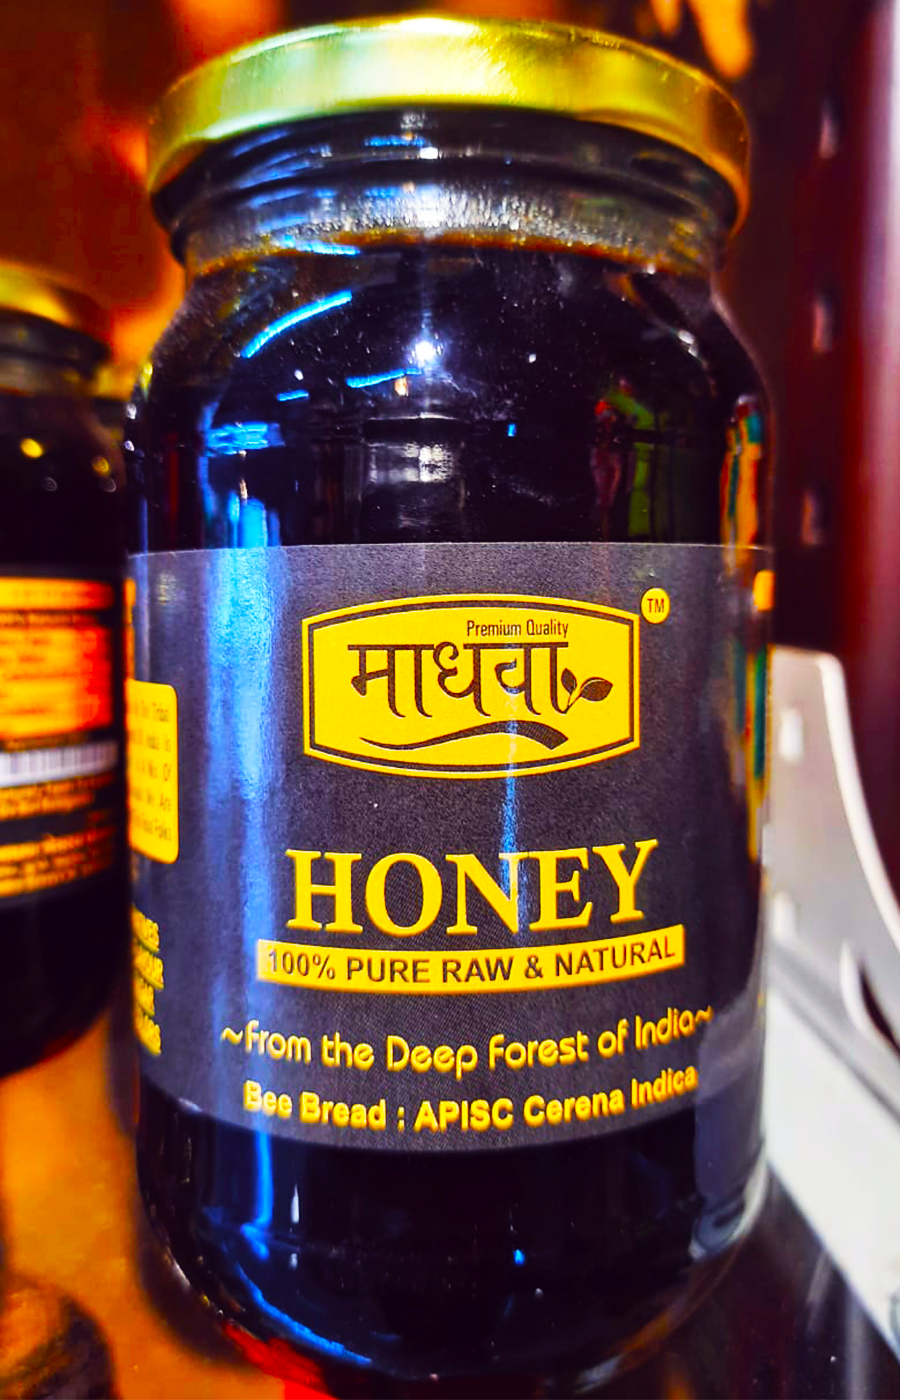 TM
Premium Quality
माधवा
HONEY
100% PURE RAW & NATURAL
~From the Deep Forest of India~
Bee Bread : APISC Cerena Indica